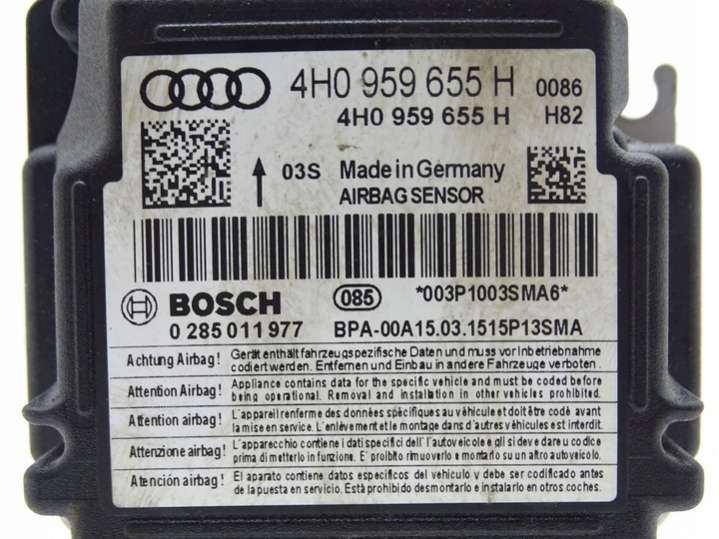 4H0 959 655 H 0086
4H0 959 655 H H82
03S Made in Germany
AIRBAG SENSOR
BOSCH 085 *003P1003SMA6*
0 285 011 977 BPA-00A15.03.1515P13SMA
Achtung Airbag! Gerät enthält fahrzeugspezifische Daten und muss vor Inbetriebnahme
codiert werden. Entfernen und Einbau in andere Fahrzeuge verboten.
Attention Airbag! Appliance contains data for the specific vehicle and must be coded before
being operational. Removal and installation in other vehicles prohibited.
Attention airbag! L'appareil renferme des données spécifiques au véhicule et doit être codé avant
la mise en service. L'enlèvement et le montage dans d'autres véhicules est interdit.
Attenzione airbag! L'apparecchio contiene i dati specifici dell'autoveicolo e gli si deve dare u codice
prima di metterlo in funzione. E' proibito rimuoverlo e montarlo su un altro autoveicolo.
Atención airbag! El aparato contiene datos específicos del vehículo y debe ser codificado antes
de la puesta en servicio. Está prohibido desmontarlo e instalarlo en otros coches.